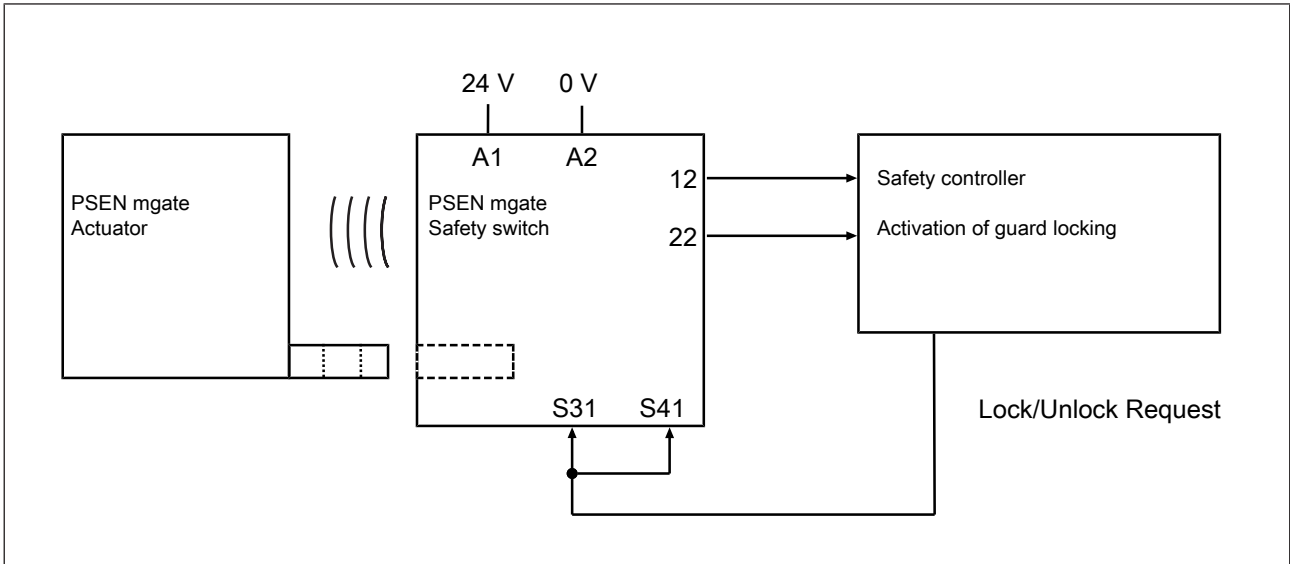 24 V
0 V
A1
A2
12
22
PSEN mgate
Actuator
PSEN mgate
Safety switch
Safety controller
Activation of guard locking
S31
S41
Lock/Unlock Request